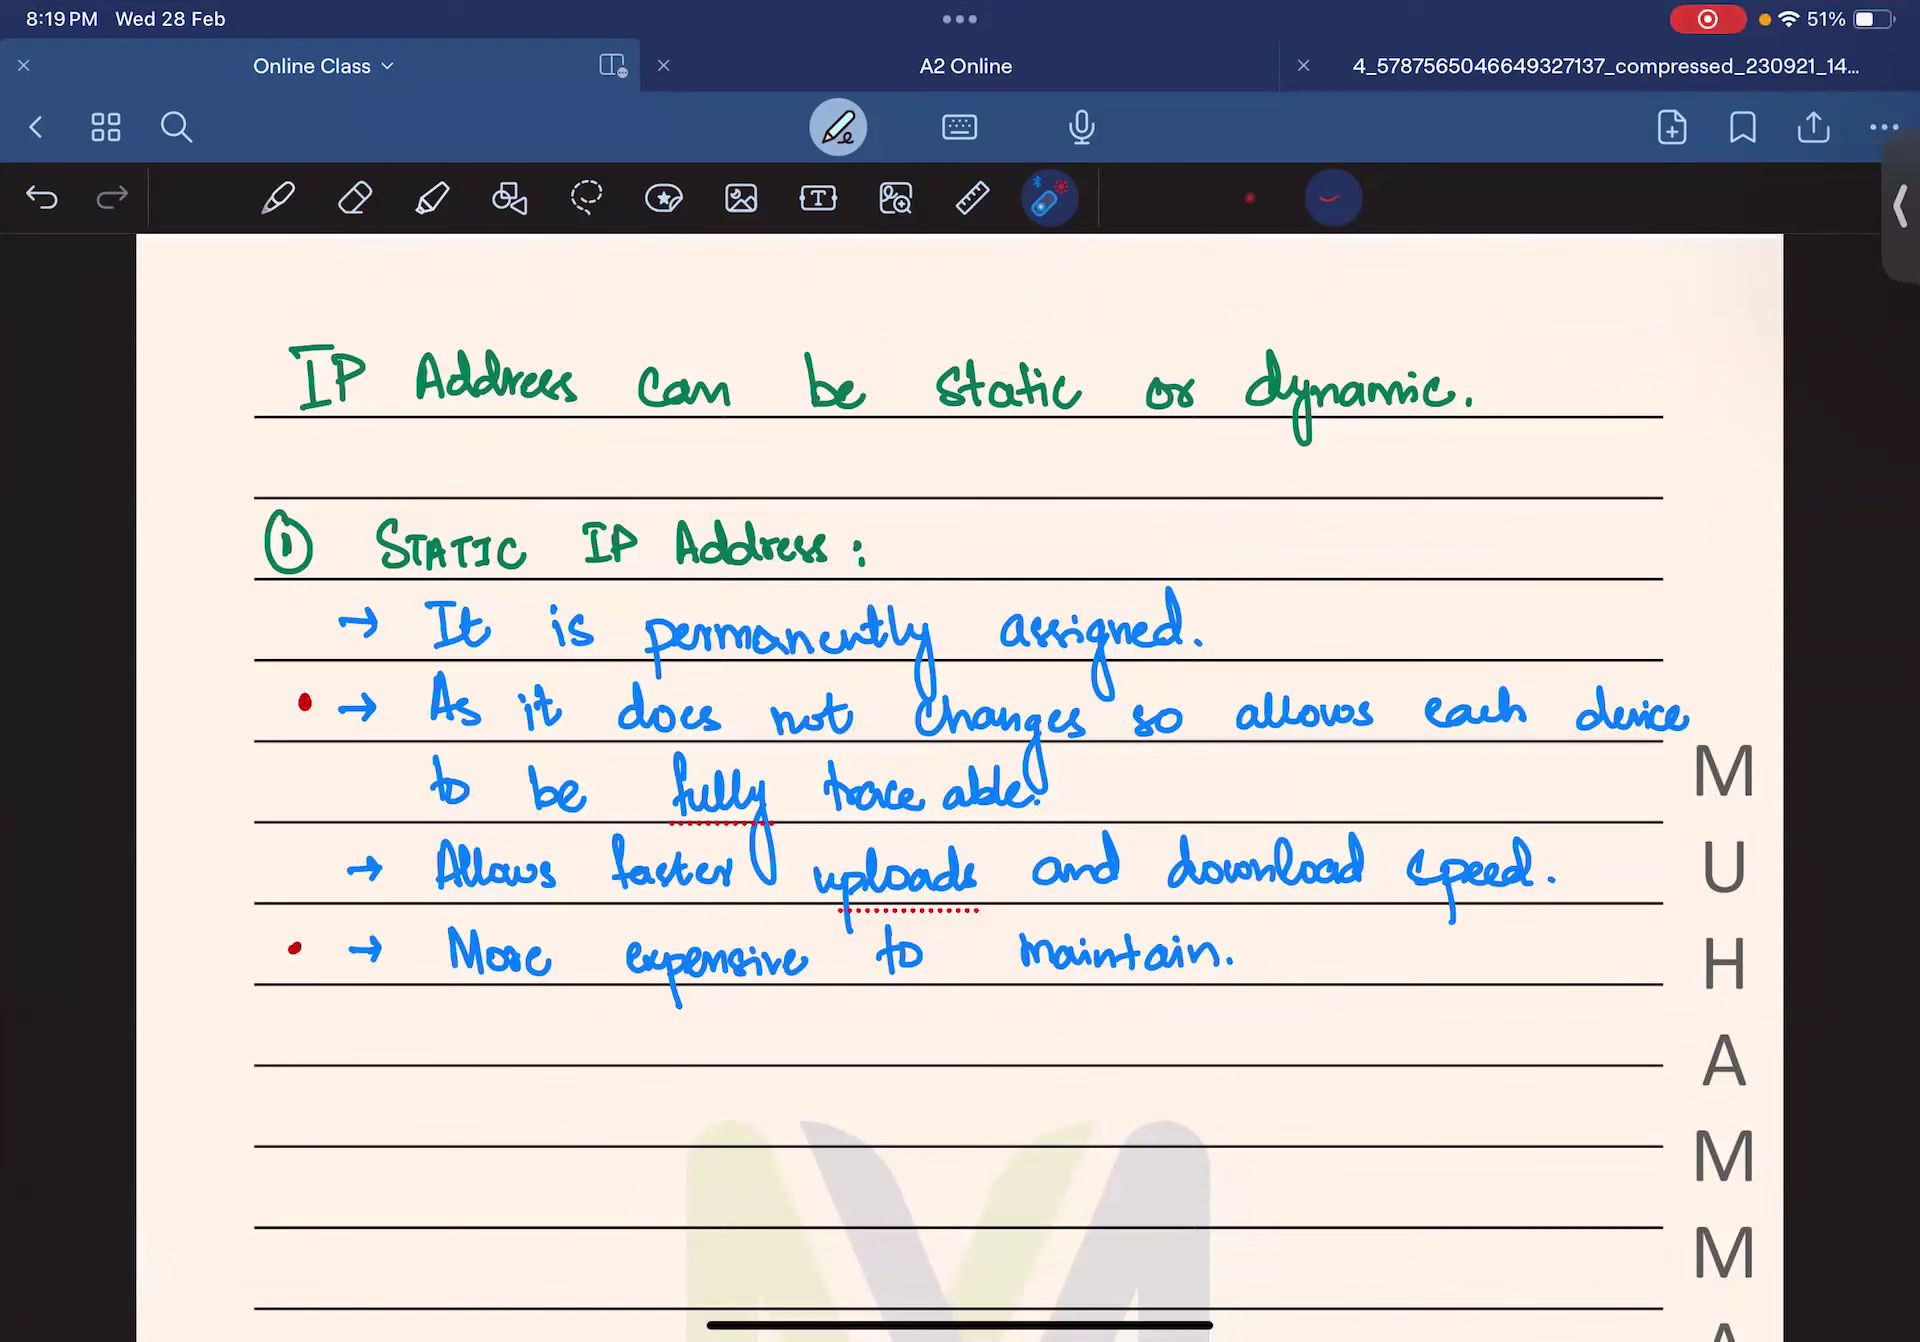 8:19 PM Wed 28 Feb
51%
Online Class
A2 Online
4_5787565046649327137_compressed_230921_14...
IP Address can be static or dynamic.
① STATIC IP Address :
→ It is permanently assigned.
→ As it does not changes so allows each device
to be fully trace able.
→ Allows faster uploads and download speed.
→ More expensive to maintain.
M
U
H
A
M
M
A